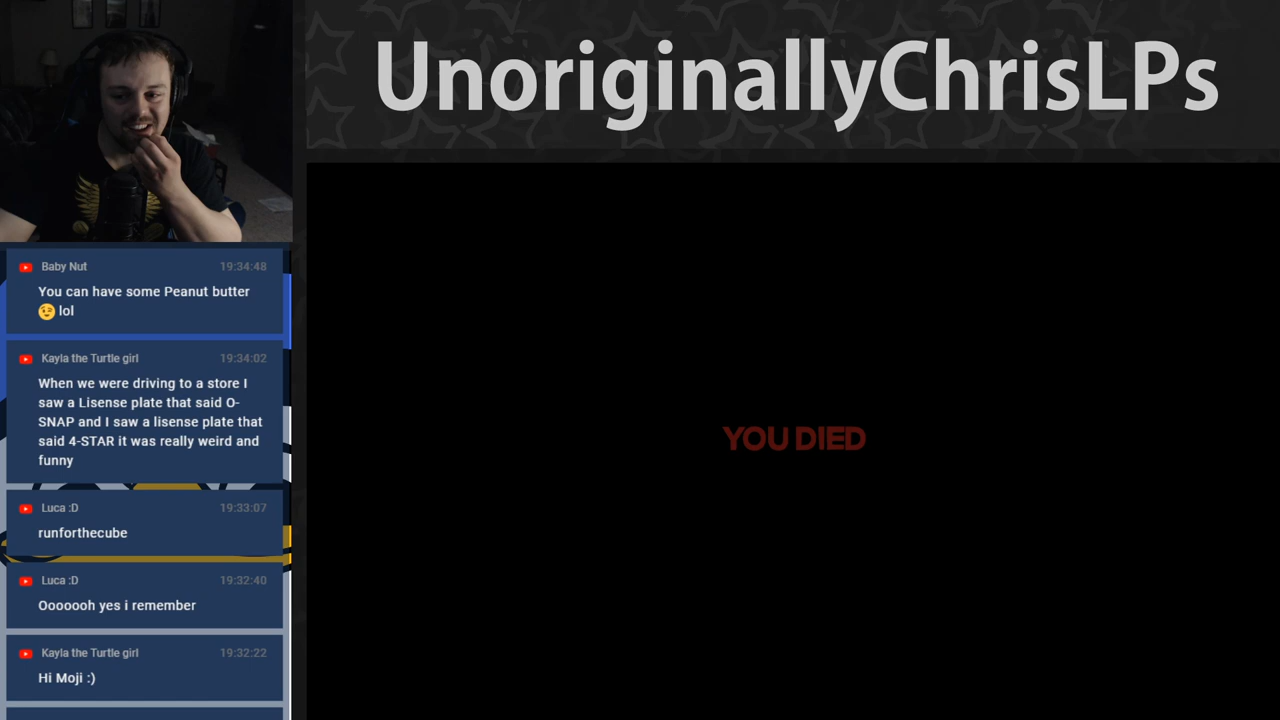 UnoriginallyChrisLPs
Baby Nut 19:34:48
You can have some Peanut butter
😉 lol
Kayla the Turtle girl 19:34:02
When we were driving to a store I
saw a Lisense plate that said O-
SNAP and I saw a lisense plate that
said 4-STAR it was really weird and
funny
Luca :D 19:33:07
runforthecube
Luca :D 19:32:40
Ooooooh yes i remember
Kayla the Turtle girl 19:32:22
Hi Moji :)
YOU DIED